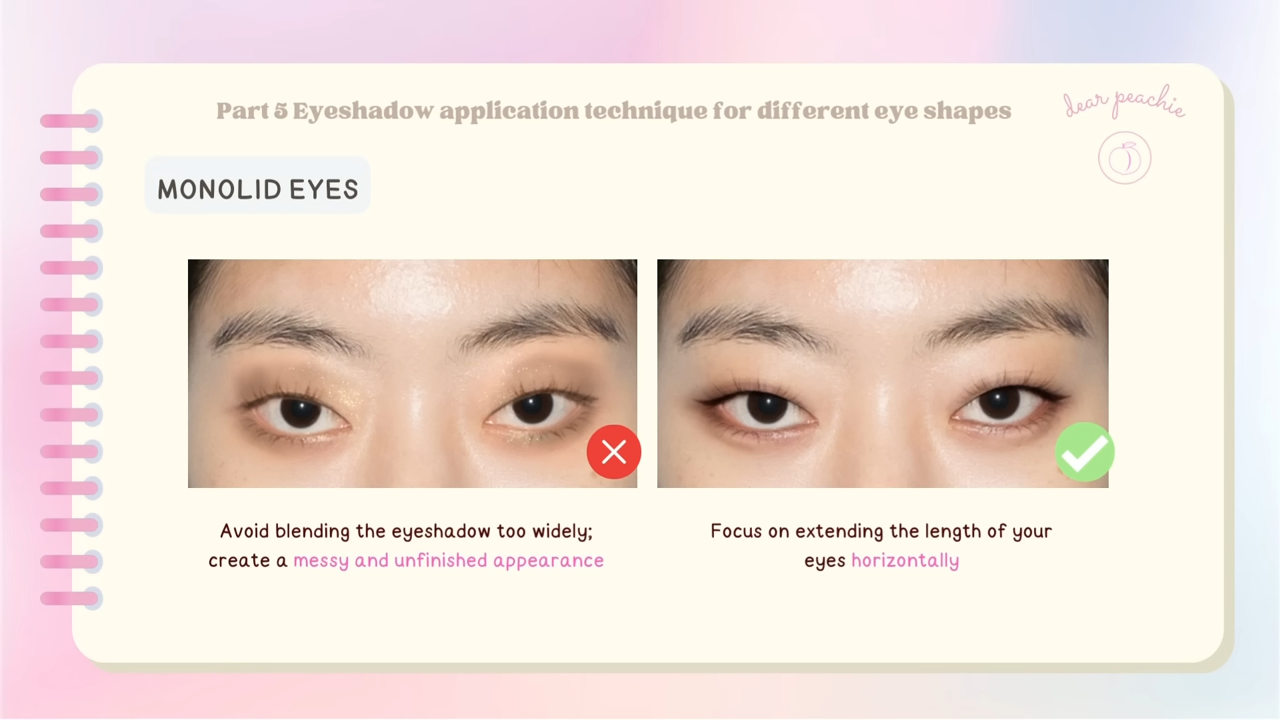 Part 5 Eyeshadow application technique for different eye shapes
dear peachie
MONOLID EYES
Avoid blending the eyeshadow too widely;
create a messy and unfinished appearance
Focus on extending the length of your
eyes horizontally